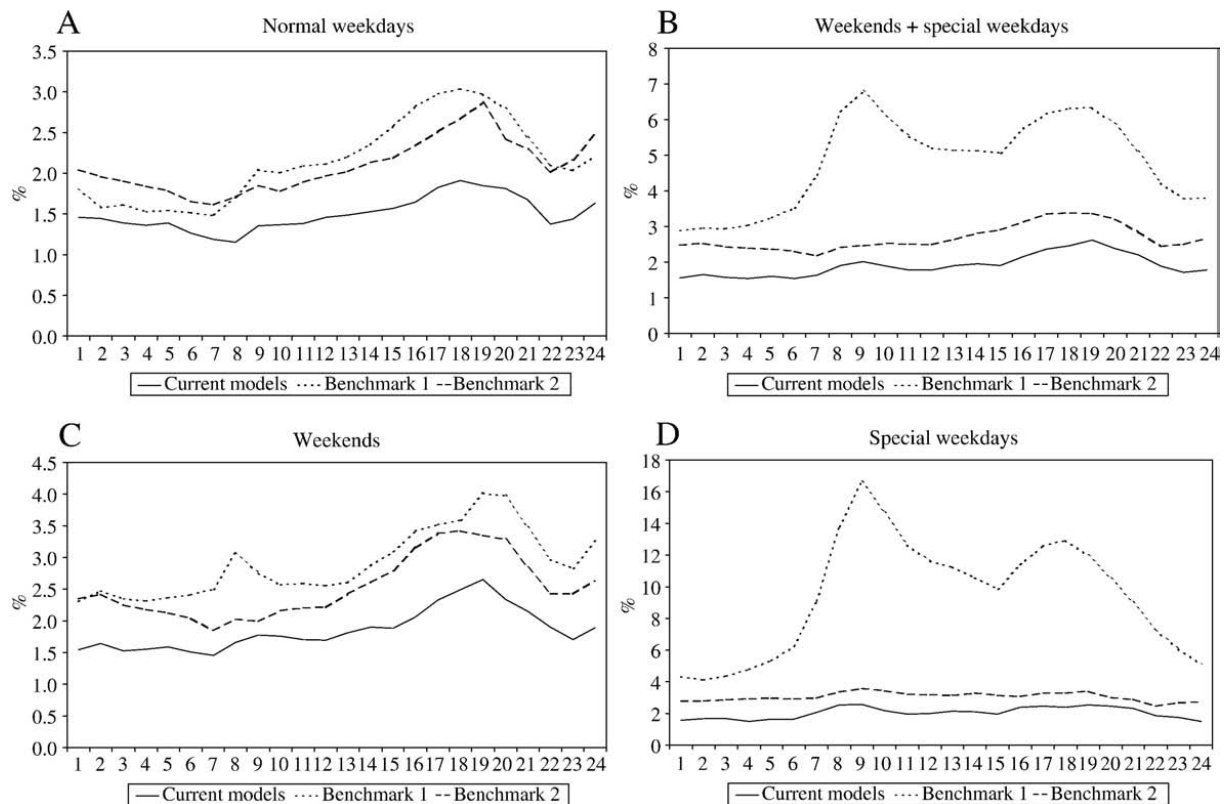 A
Normal weekdays
3.5
3.0
2.5
2.0
1.5
1.0
0.5
0.0
%
1 2 3 4 5 6 7 8 9 10 11 12 13 14 15 16 17 18 19 20 21 22 23 24
Current models Benchmark 1 Benchmark 2
B
Weekends + special weekdays
8
7
6
5
4
3
2
1
0
%
1 2 3 4 5 6 7 8 9 10 11 12 13 14 15 16 17 18 19 20 21 22 23 24
Current models Benchmark 1 Benchmark 2
C
Weekends
4.5
4.0
3.5
3.0
2.5
2.0
1.5
1.0
0.5
0.0
%
1 2 3 4 5 6 7 8 9 10 11 12 13 14 15 16 17 18 19 20 21 22 23 24
Current models Benchmark 1 Benchmark 2
D
Special weekdays
18
16
14
12
10
8
6
4
2
0
%
1 2 3 4 5 6 7 8 9 10 11 12 13 14 15 16 17 18 19 20 21 22 23 24
Current models Benchmark 1 Benchmark 2